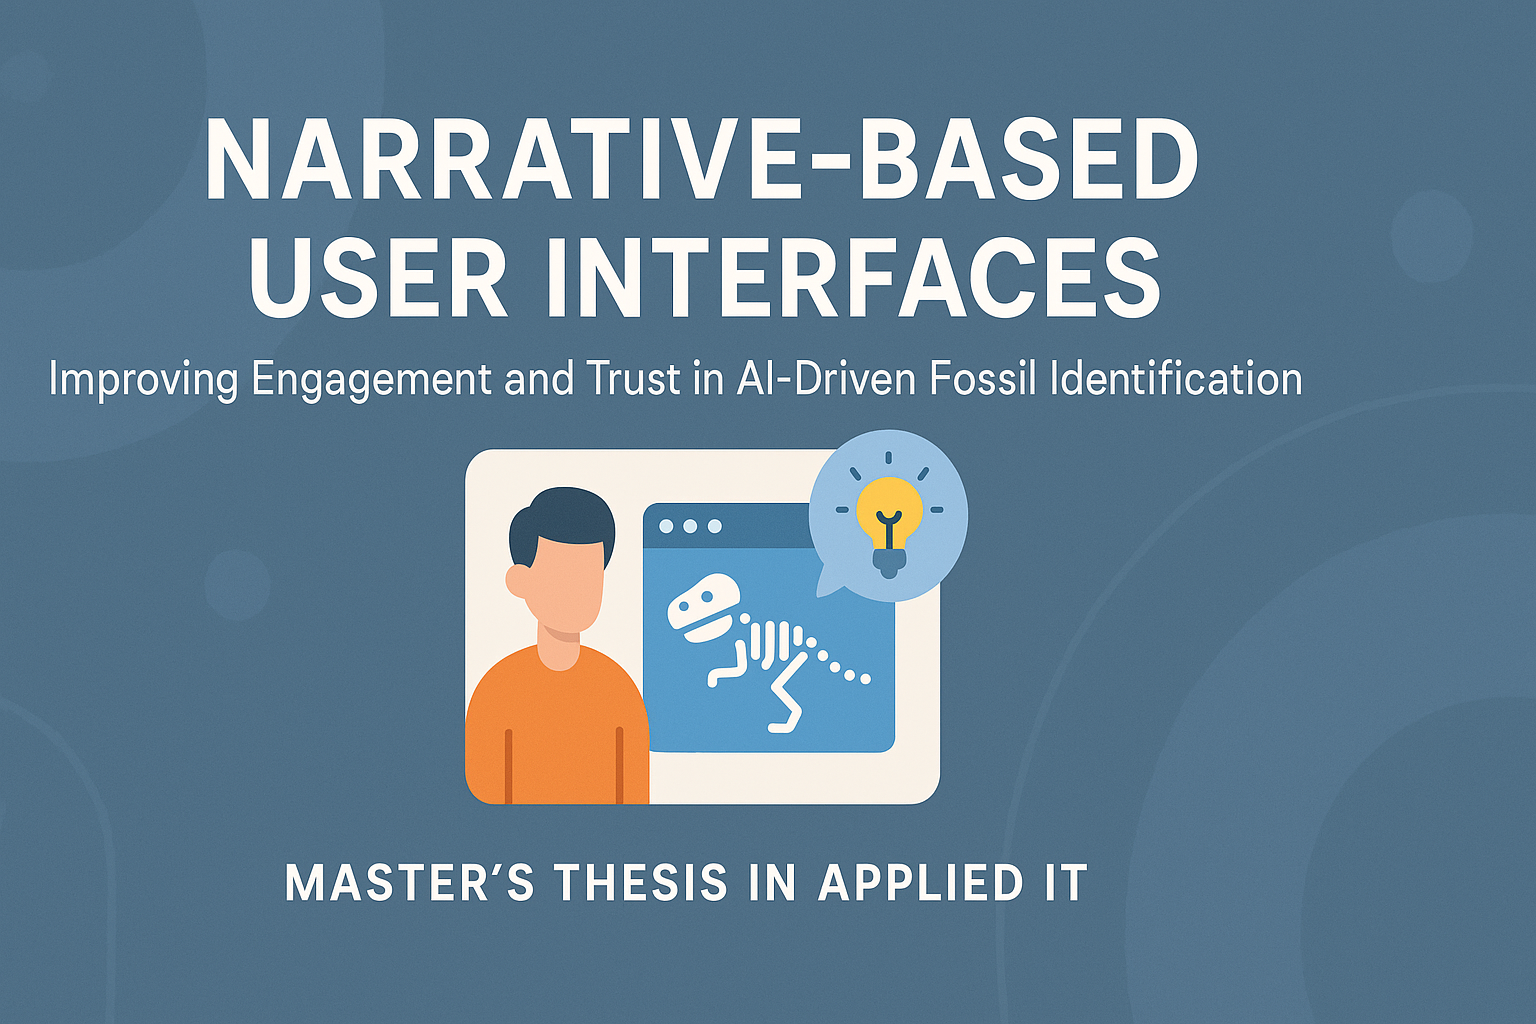 NARRATIVE-BASED
USER INTERFACES
Improving Engagement and Trust in AI-Driven Fossil Identification
MASTER'S THESIS IN APPLIED IT